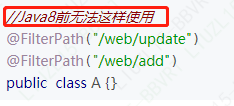 //Java8前无法这样使用
@FilterPath("/web/update")
@FilterPath("/web/add")
public class A {}